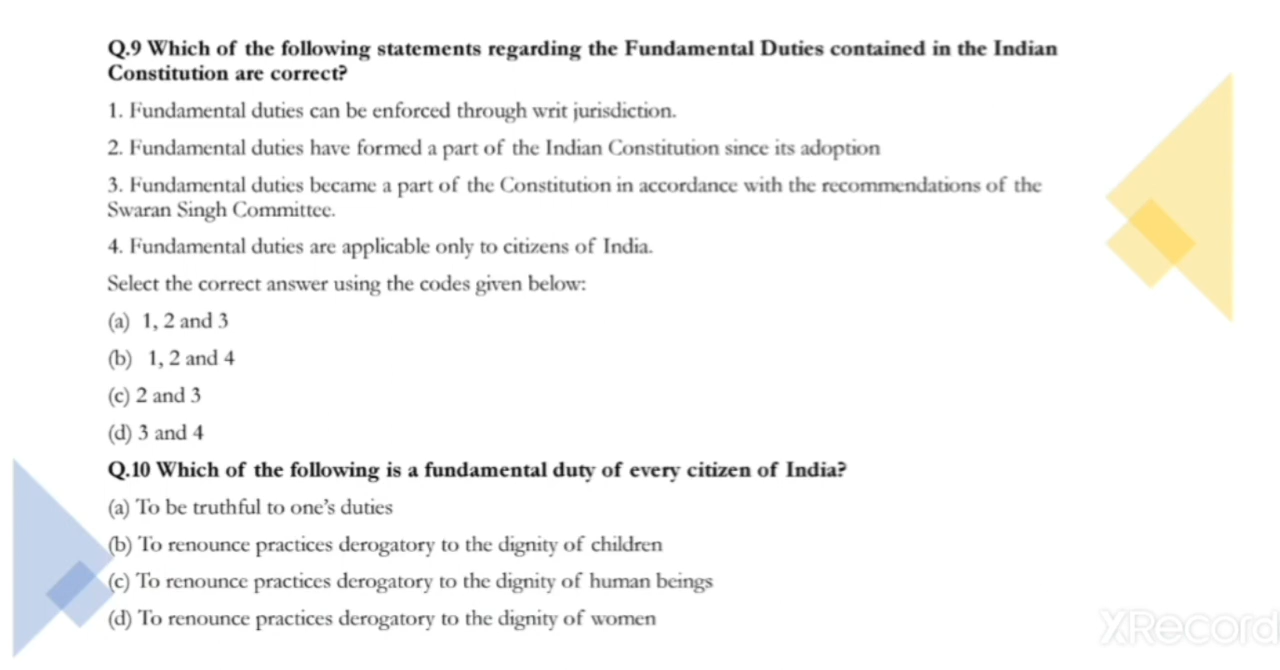 Q.9 Which of the following statements regarding the Fundamental Duties contained in the Indian
Constitution are correct?
1. Fundamental duties can be enforced through writ jurisdiction.
2. Fundamental duties have formed a part of the Indian Constitution since its adoption
3. Fundamental duties became a part of the Constitution in accordance with the recommendations of the
Swaran Singh Committee.
4. Fundamental duties are applicable only to citizens of India.
Select the correct answer using the codes given below:
(a) 1, 2 and 3
(b) 1, 2 and 4
(c) 2 and 3
(d) 3 and 4
Q.10 Which of the following is a fundamental duty of every citizen of India?
(a) To be truthful to one's duties
(b) To renounce practices derogatory to the dignity of children
(c) To renounce practices derogatory to the dignity of human beings
(d) To renounce practices derogatory to the dignity of women
XRecord